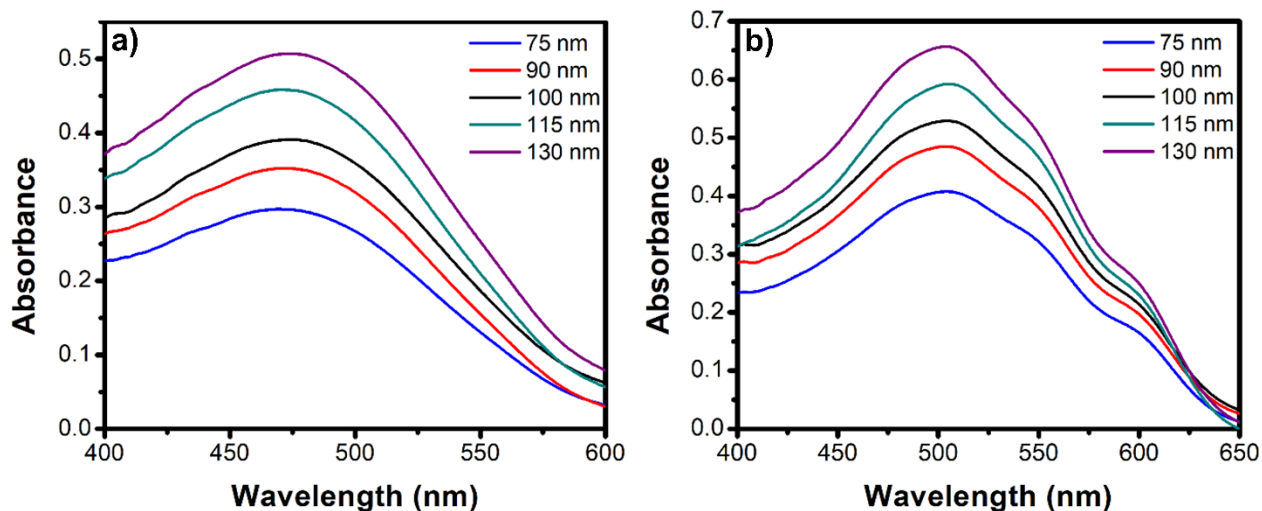 a)
75 nm
90 nm
100 nm
115 nm
130 nm
0.5
0.4
0.3
0.2
0.1
0.0
Absorbance
400 450 500 550 600
Wavelength (nm)
b)
75 nm
90 nm
100 nm
115 nm
130 nm
0.7
0.6
0.5
0.4
0.3
0.2
0.1
0.0
Absorbance
400 450 500 550 600 650
Wavelength (nm)